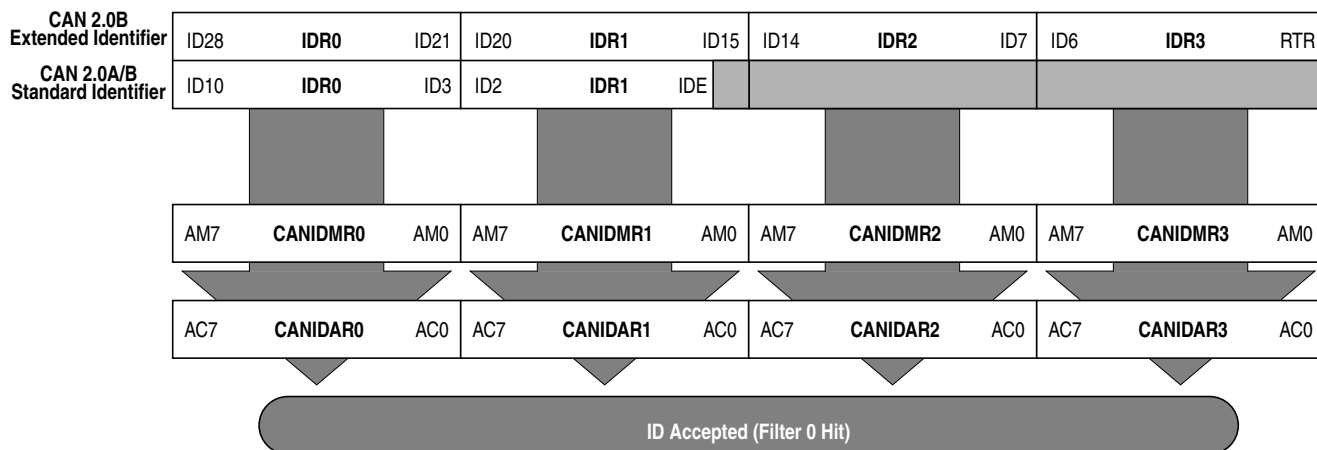 CAN 2.0B
Extended Identifier
ID28 IDR0 ID21 ID20 IDR1 ID15 ID14 IDR2 ID7 ID6 IDR3 RTR
CAN 2.0A/B
Standard Identifier
ID10 IDR0 ID3 ID2 IDR1 IDE
AM7 CANIDMR0 AM0 AM7 CANIDMR1 AM0 AM7 CANIDMR2 AM0 AM7 CANIDMR3 AM0
AC7 CANIDAR0 AC0 AC7 CANIDAR1 AC0 AC7 CANIDAR2 AC0 AC7 CANIDAR3 AC0
ID Accepted (Filter 0 Hit)